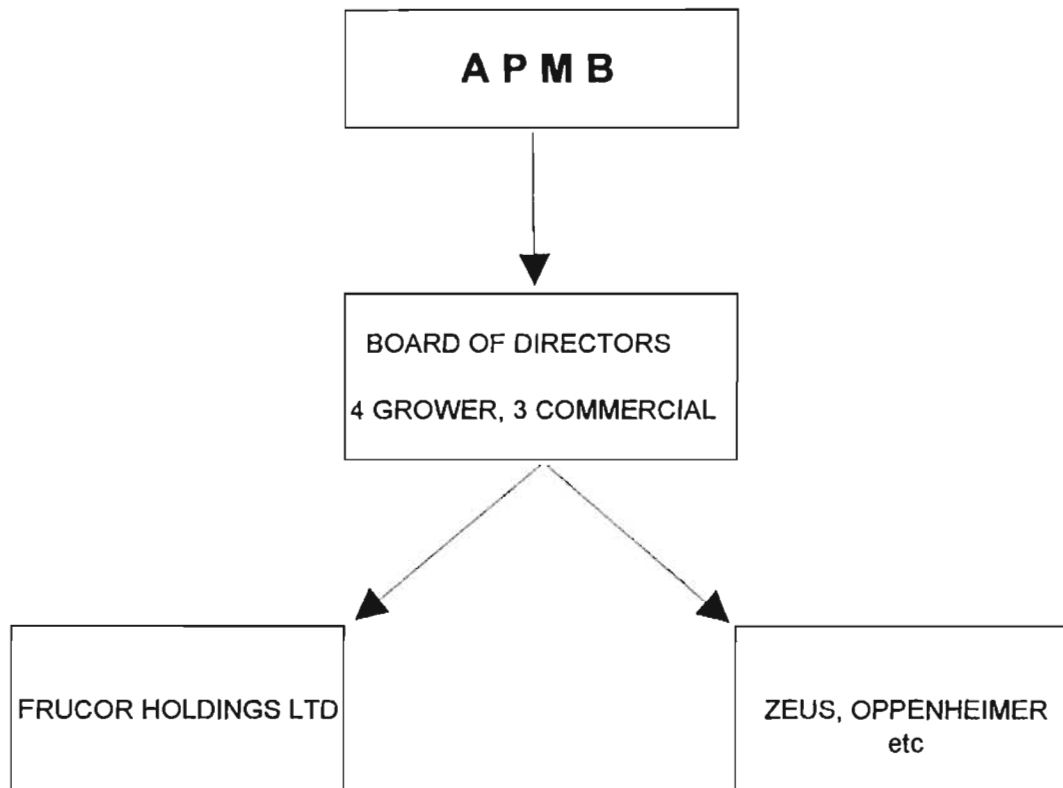 A P M B
BOARD OF DIRECTORS
4 GROWER, 3 COMMERCIAL
FRUCOR HOLDINGS LTD
ZEUS, OPPENHEIMER
etc